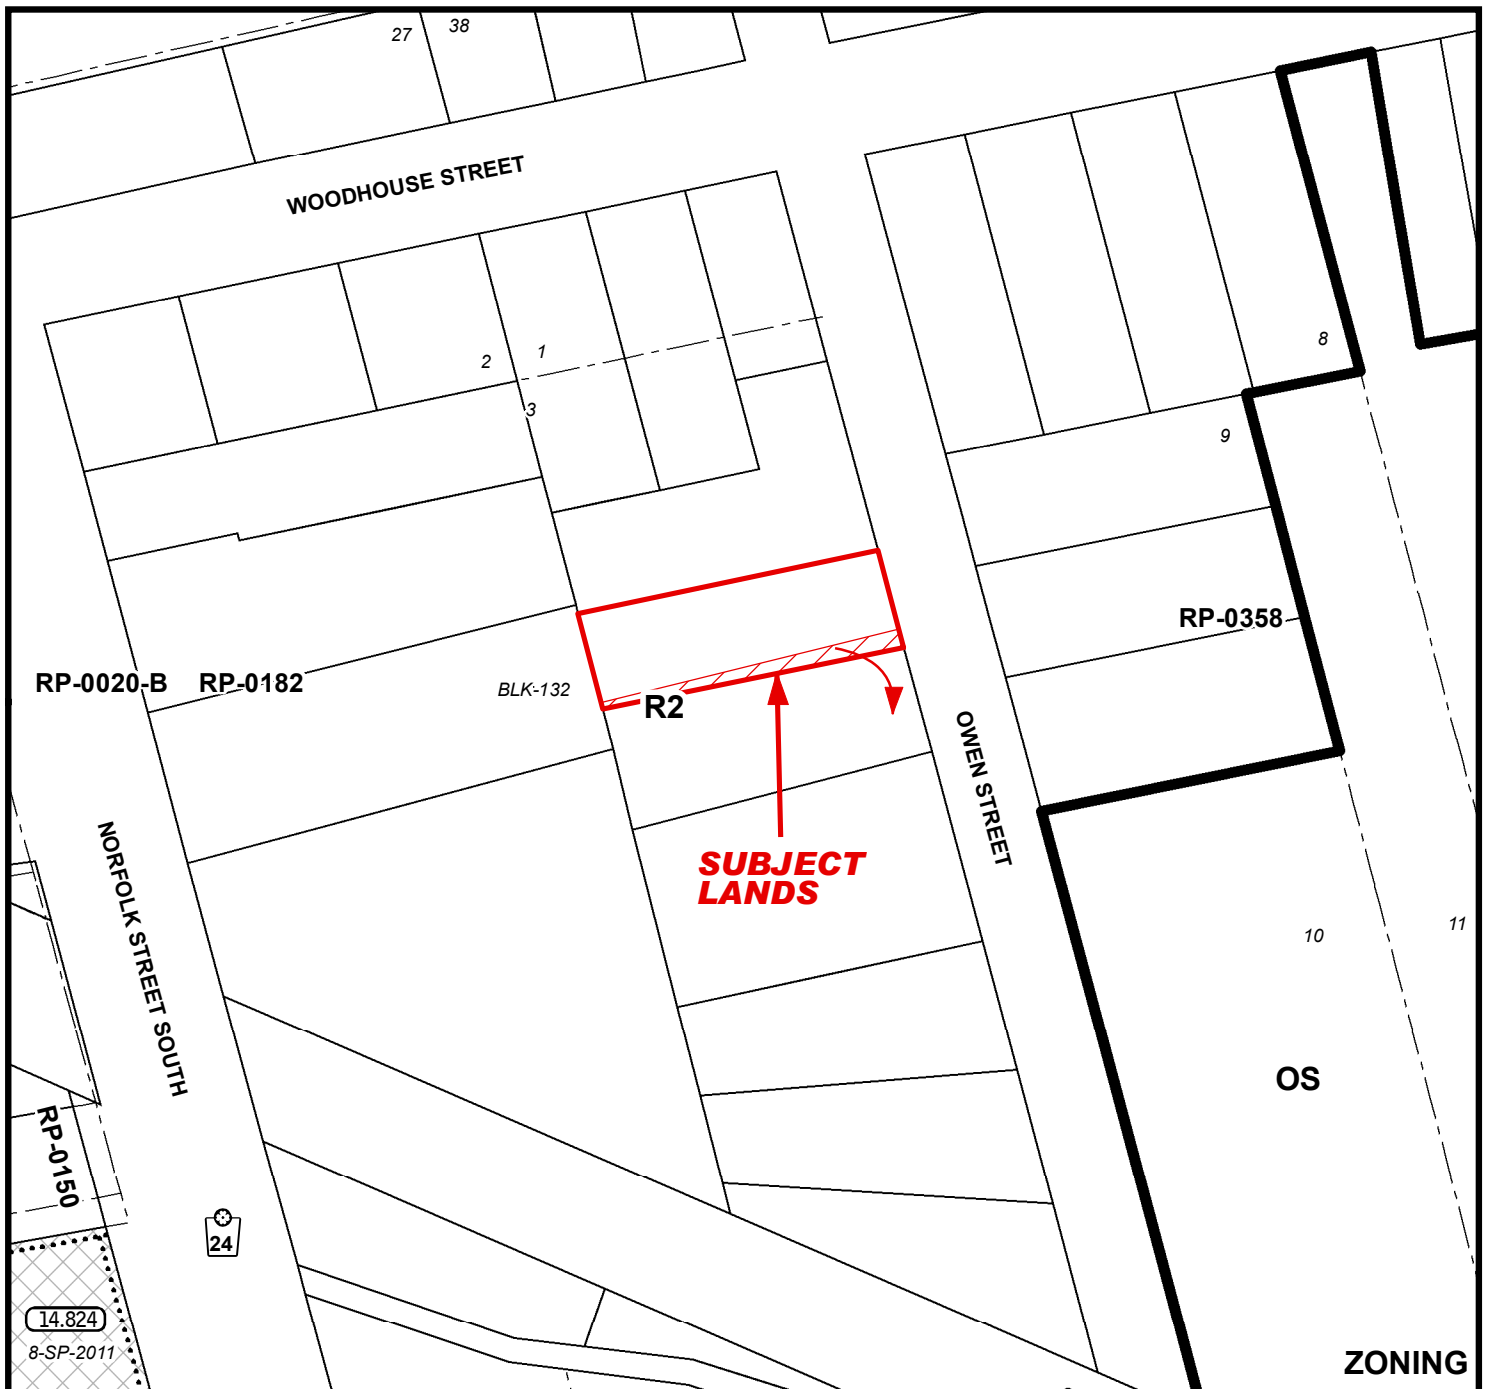 27
38
WOODHOUSE STREET
2
1
3
8
9
RP-0358
RP-0020-B
RP-0182
BLK-132
R2
OWEN STREET
SUBJECT
LANDS
NORFOLK STREET SOUTH
10
11
OS
RP-0150
24
14.824
8-SP-2011
ZONING